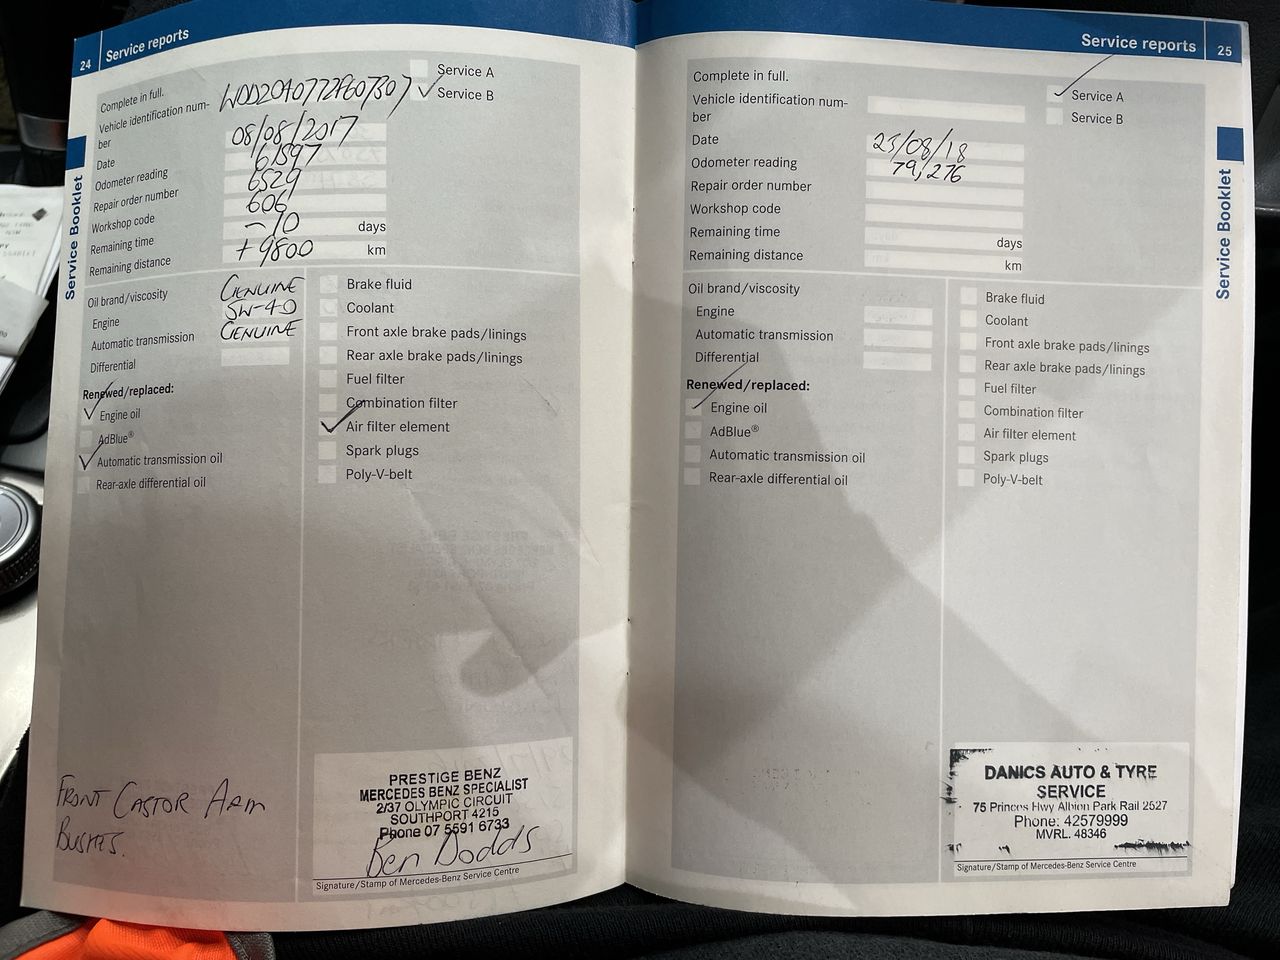 24 Service reports
Complete in full.
Vehicle identification num-
ber
08/08/2017
Date
61597
Odometer reading
6529
Repair order number
606
Workshop code
-10 days
Remaining time
+9800 km
Remaining distance
Service A
Service B
Service Booklet
Oil brand/viscosity GENUINE
Engine 5W-40
Automatic transmission GENUINE
Differential
Renewed/replaced:
Engine oil
AdBlue®
Automatic transmission oil
Rear-axle differential oil
Brake fluid
Coolant
Front axle brake pads/linings
Rear axle brake pads/linings
Fuel filter
Combination filter
Air filter element
Spark plugs
Poly-V-belt
FRONT CASTOR ARM
BUSHES.
PRESTIGE BENZ
MERCEDES BENZ SPECIALIST
2/37 OLYMPIC CIRCUIT
SOUTHPORT 4215
Phone 07 5591 6733
Ben Dodds
Signature/Stamp of Mercedes-Benz Service Centre
Service reports 25
Complete in full.
Vehicle identification num-
ber
Date 23/08/18
Odometer reading 79,276
Repair order number
Workshop code
Remaining time days
Remaining distance km
Service A
Service B
Service Booklet
Oil brand/viscosity
Engine
Automatic transmission
Differential
Renewed/replaced:
Engine oil
AdBlue®
Automatic transmission oil
Rear-axle differential oil
Brake fluid
Coolant
Front axle brake pads/linings
Rear axle brake pads/linings
Fuel filter
Combination filter
Air filter element
Spark plugs
Poly-V-belt
DANICS AUTO & TYRE
SERVICE
75 Princes Hwy Albion Park Rail 2527
Phone: 42579999
MVRL. 48346
Signature/Stamp of Mercedes-Benz Service Centre